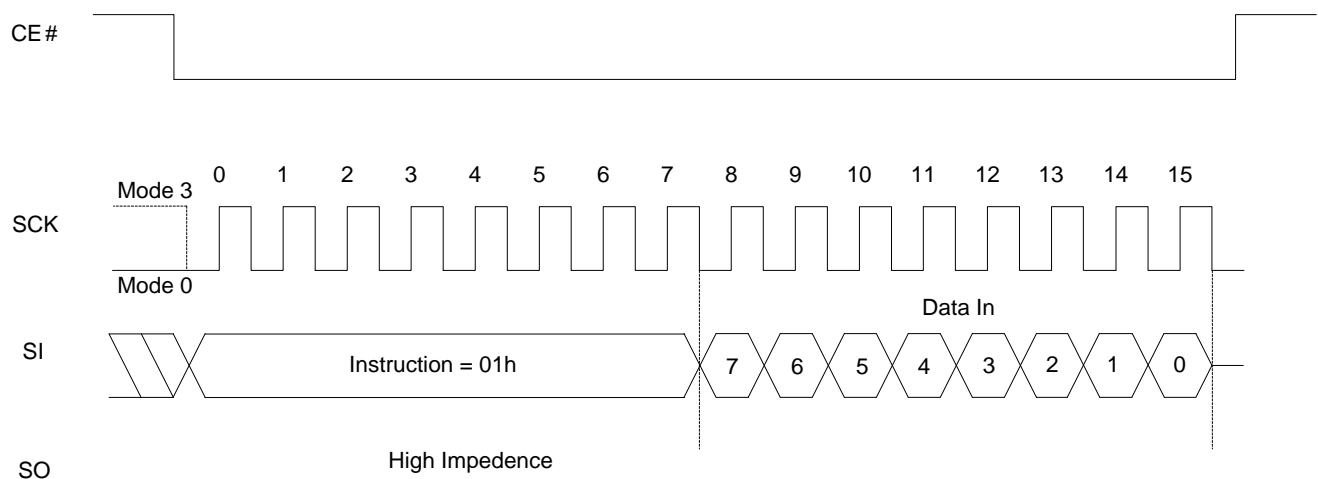 CE #
0 1 2 3 4 5 6 7 8 9 10 11 12 13 14 15
Mode 3
SCK
Mode 0
Data In
SI
Instruction = 01h
7 6 5 4 3 2 1 0
High Impedence
SO